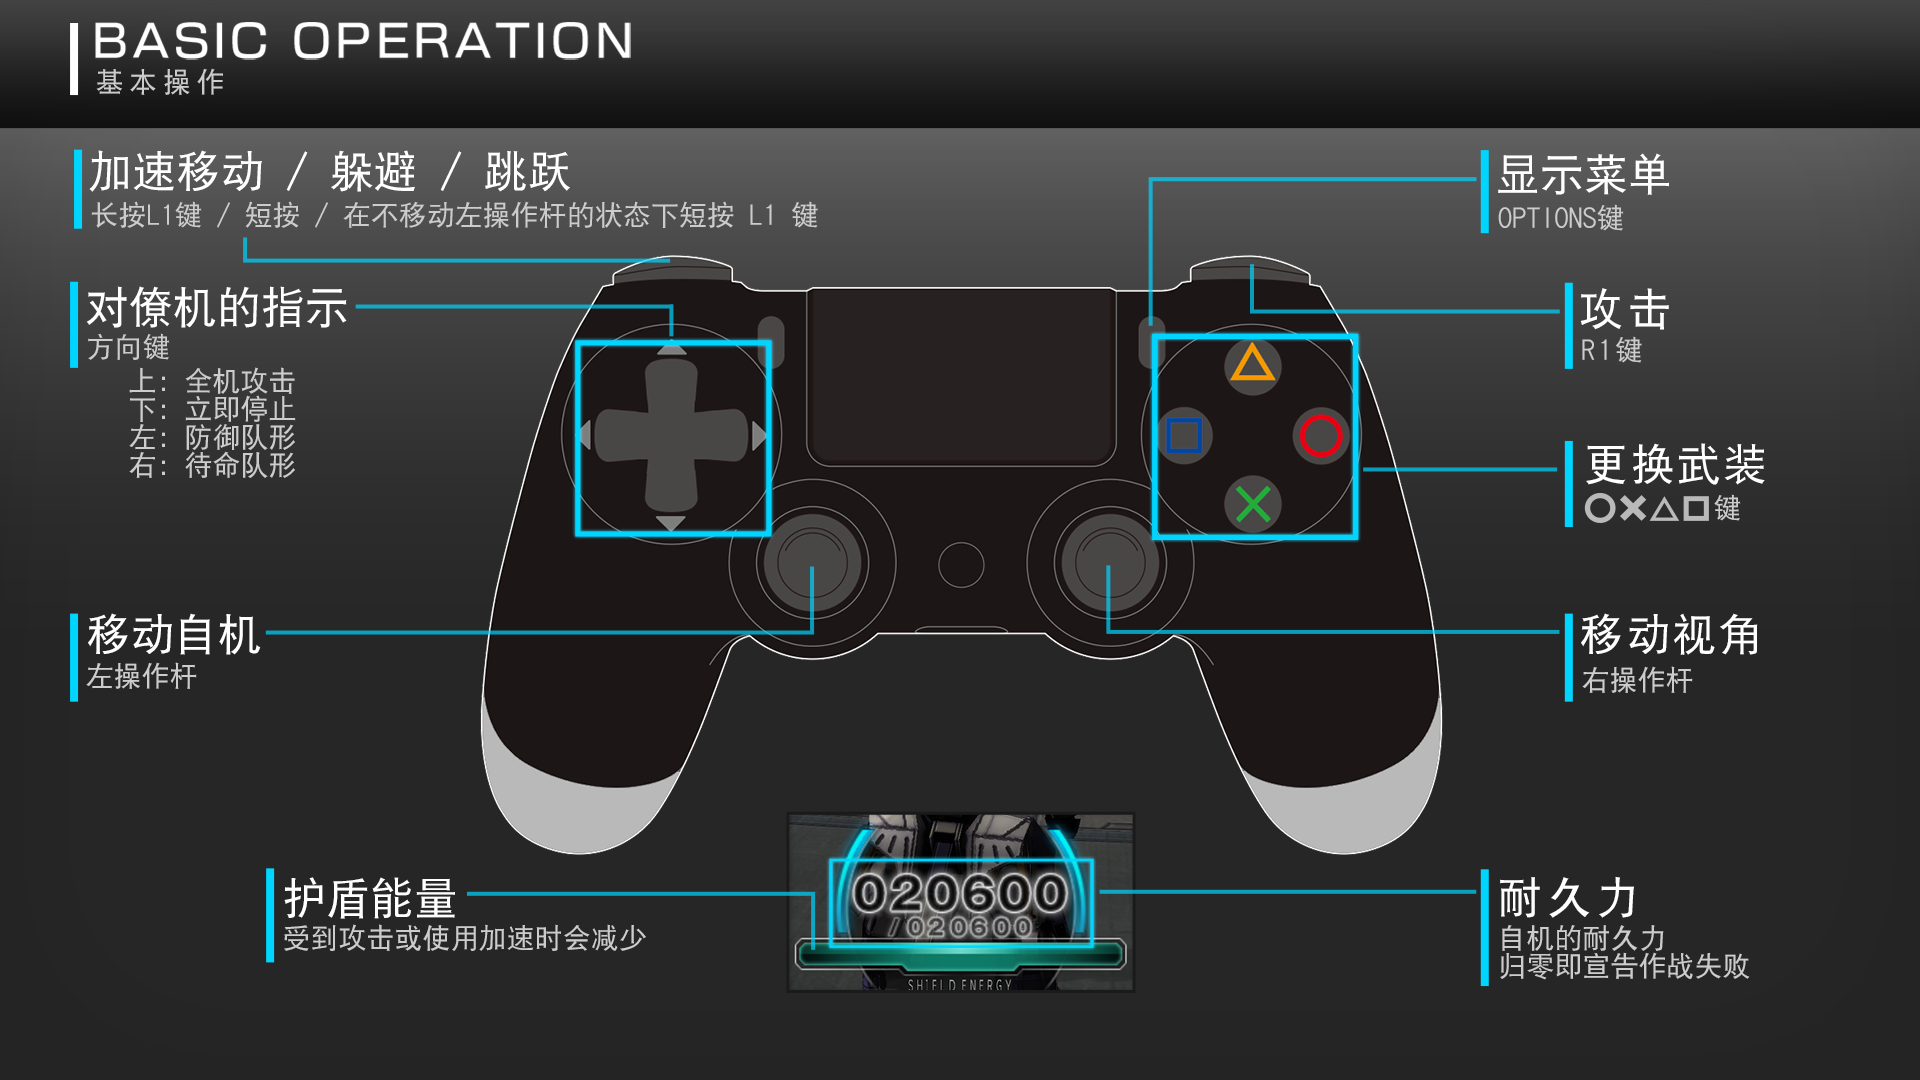 BASIC OPERATION
基本操作
加速移动 / 躲避 / 跳跃
长按L1键 / 短按 / 在不移动左操作杆的状态下短按 L1 键
对僚机的指示
方向键
上：全机攻击
下：立即停止
左：防御队形
右：待命队形
移动自机
左操作杆
显示菜单
OPTIONS键
攻击
R1键
更换武装
○×△□键
移动视角
右操作杆
护盾能量
受到攻击或使用加速时会减少
020600
/020600
SHIELD ENERGY
耐久力
自机的耐久力
归零即宣告作战失败